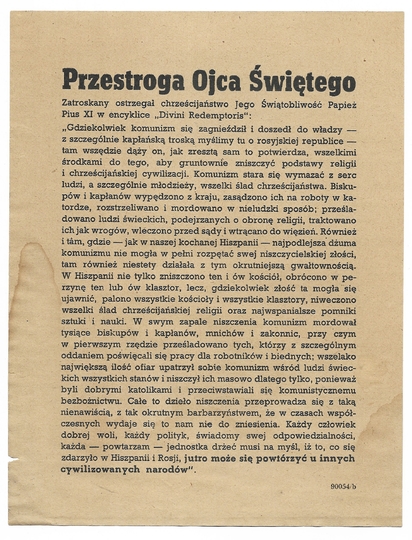 Przestroga Ojca Świętego
Zatroskany ostrzegał chrześcijaństwo Jego Świątobliwość Papież
Pius XI w encyklice „Divini Redemptoris":
„Gdziekolwiek komunizm się zagnieździł i doszedł do władzy —
z szczególnie kapłańską troską myślimy tu o rosyjskiej republice —
tam wszędzie dąży on, jak zresztą sam to potwierdza, wszelkimi
środkami do tego, aby gruntownie zniszczyć podstawy religii
i chrześcijańskiej cywilizacji. Komunizm stara się wymazać z serc
ludzi, a szczególnie młodzieży, wszelki ślad chrześcijaństwa. Bisku-
pów i kapłanów wypędzono z kraju, zasądzono ich na roboty w ka-
tordze, rozstrzeliwano i mordowano w nieludzki sposób; prześla-
dowano ludzi świeckich, podejrzanych o obronę religii, traktowano
ich jak wrogów, wleczono przed sądy i wtrącano do więzień. Również
i tám, gdzie — jak w naszej kochanej Hiszpanii — najpodlejsza dżuma
komunizmu nie mogła w pełni rozpętać swej niszczycielskiej złości,
tam również niestety działała z tym okrutniejszą gwałtownością.
W Hiszpanii nie tylko zniszczono ten i ów kościół, obrócono w pe-
rzynę ten lub ów klasztor, lecz, gdziekolwiek złość ta mogła się
ujawnić, palono wszystkie kościoły i wszystkie klasztory, niweczono
wszelki ślad chrześcijańskiej religii oraz najwspanialsze pomniki
sztuki i nauki. W swym zapale niszczenia komunizm mordował
tysiące biskupów i kapłanów, mnichów i zakonnic, przy czym
w pierwszym rzędzie prześladowano tych, którzy z szczególnym
oddaniem poświęcali się pracy dla robotników i biednych; wszelako
największą ilość ofiar upatrzył sobie komunizm wśród ludzi świec-
kich wszystkich stanów i niszczył ich masowo dlatego tylko, ponieważ
byli dobrymi katolikami i przeciwstawiali się komunistycznemu
bezbożnictwu. Całe to dzieło niszczenia przeprowadza się z taką
nienawiścią, z tak okrutnym barbarzyństwem, że w czasach współ-
czesnych wydaje się to nam nie do zniesienia. Każdy człowiek
dobrej woli, każdy polityk, świadomy swej odpowiedzialności,
każda — powtarzam — jednostka drżeć musi na myśl, iż to, co się
zdarzyło w Hiszpanii i Rosji, jutro może się powtórzyć u innych
cywilizowanych narodów".
90054/b